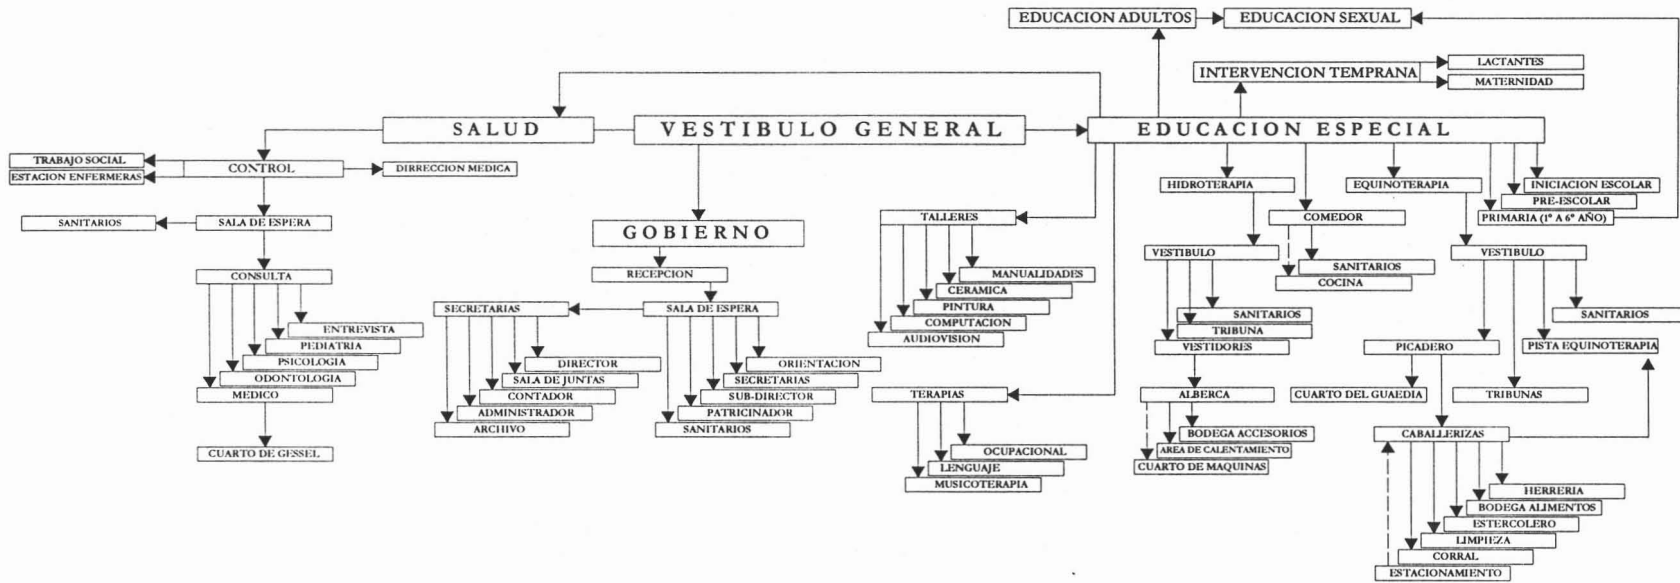 EDUCACION ADULTOS
EDUCACION SEXUAL
INTERVENCION TEMPRANA
LACTANTES
MATERNIDAD
SALUD
VESTIBULO GENERAL
EDUCACION ESPECIAL
TRABAJO SOCIAL
ESTACION ENFERMERAS
CONTROL
DIRRECCION MEDICA
SANITARIOS
SALA DE ESPERA
CONSULTA
ENTREVISTA
PEDIATRIA
PSICOLOGIA
ODONTOLOGIA
MEDICO
CUARTO DE GESSEL
GOBIERNO
RECEPCION
SECRETARIAS
SALA DE ESPERA
DIRECTOR
SALA DE JUNTAS
CONTADOR
ADMINISTRADOR
ARCHIVO
ORIENTACION
SECRETARIAS
SUB-DIRECTOR
PATRICINADOR
SANITARIOS
TALLERES
MANUALIDADES
CERAMICA
PINTURA
COMPUTACION
AUDIOVISION
TERAPIAS
OCUPACIONAL
LENGUAJE
MUSICOTERAPIA
HIDROTERAPIA
VESTIBULO
SANITARIOS
TRIBUNA
VESTIDORES
ALBERCA
BODEGA ACCESORIOS
AREA DE CALENTAMIENTO
CUARTO DE MAQUINAS
COMEDOR
SANITARIOS
COCINA
EQUINOTERAPIA
VESTIBULO
SANITARIOS
PISTA EQUINOTERAPIA
TRIBUNAS
PICADERO
CUARTO DEL GUAEDIA
CABALLERIZAS
HERRERIA
BODEGA ALIMENTOS
ESTERCOLERO
LIMPIEZA
CORRAL
ESTACIONAMIENTO
INICIACION ESCOLAR
PRE-ESCOLAR
PRIMARIA (1º A 6º AÑO)